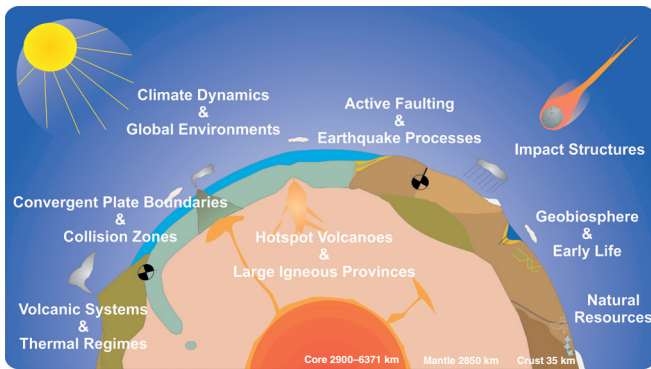 Climate Dynamics
&
Global Environments
Active Faulting
&
Earthquake Processes
Impact Structures
Convergent Plate Boundaries
&
Collision Zones
Hotspot Volcanoes
&
Large Igneous Provinces
Geobiosphere
&
Early Life
Volcanic Systems
&
Thermal Regimes
Natural
Resources
Core 2900–6371 km
Mantle 2850 km
Crust 35 km